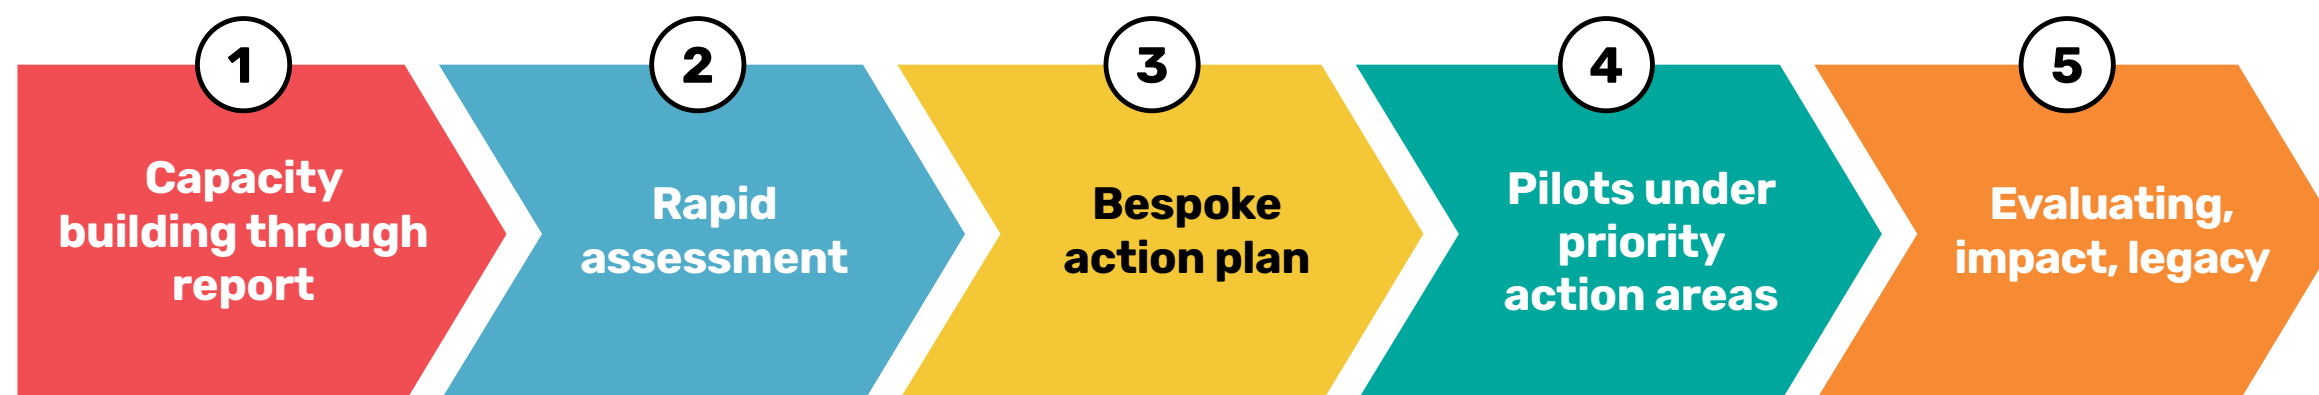 1
Capacity
building through
report
2
Rapid
assessment
3
Bespoke
action plan
4
Pilots under
priority
action areas
5
Evaluating,
impact, legacy